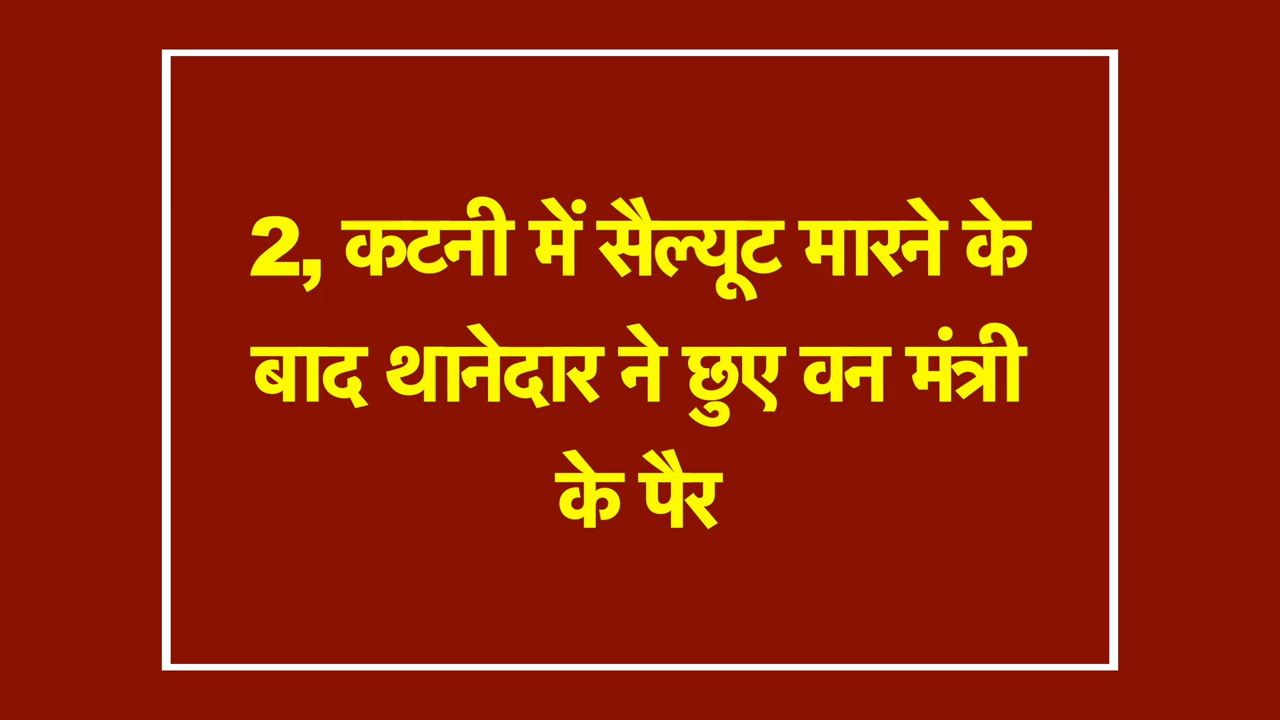 2, कटनी में सैल्यूट मारने के
बाद थानेदार ने छुए वन मंत्री
के पैर